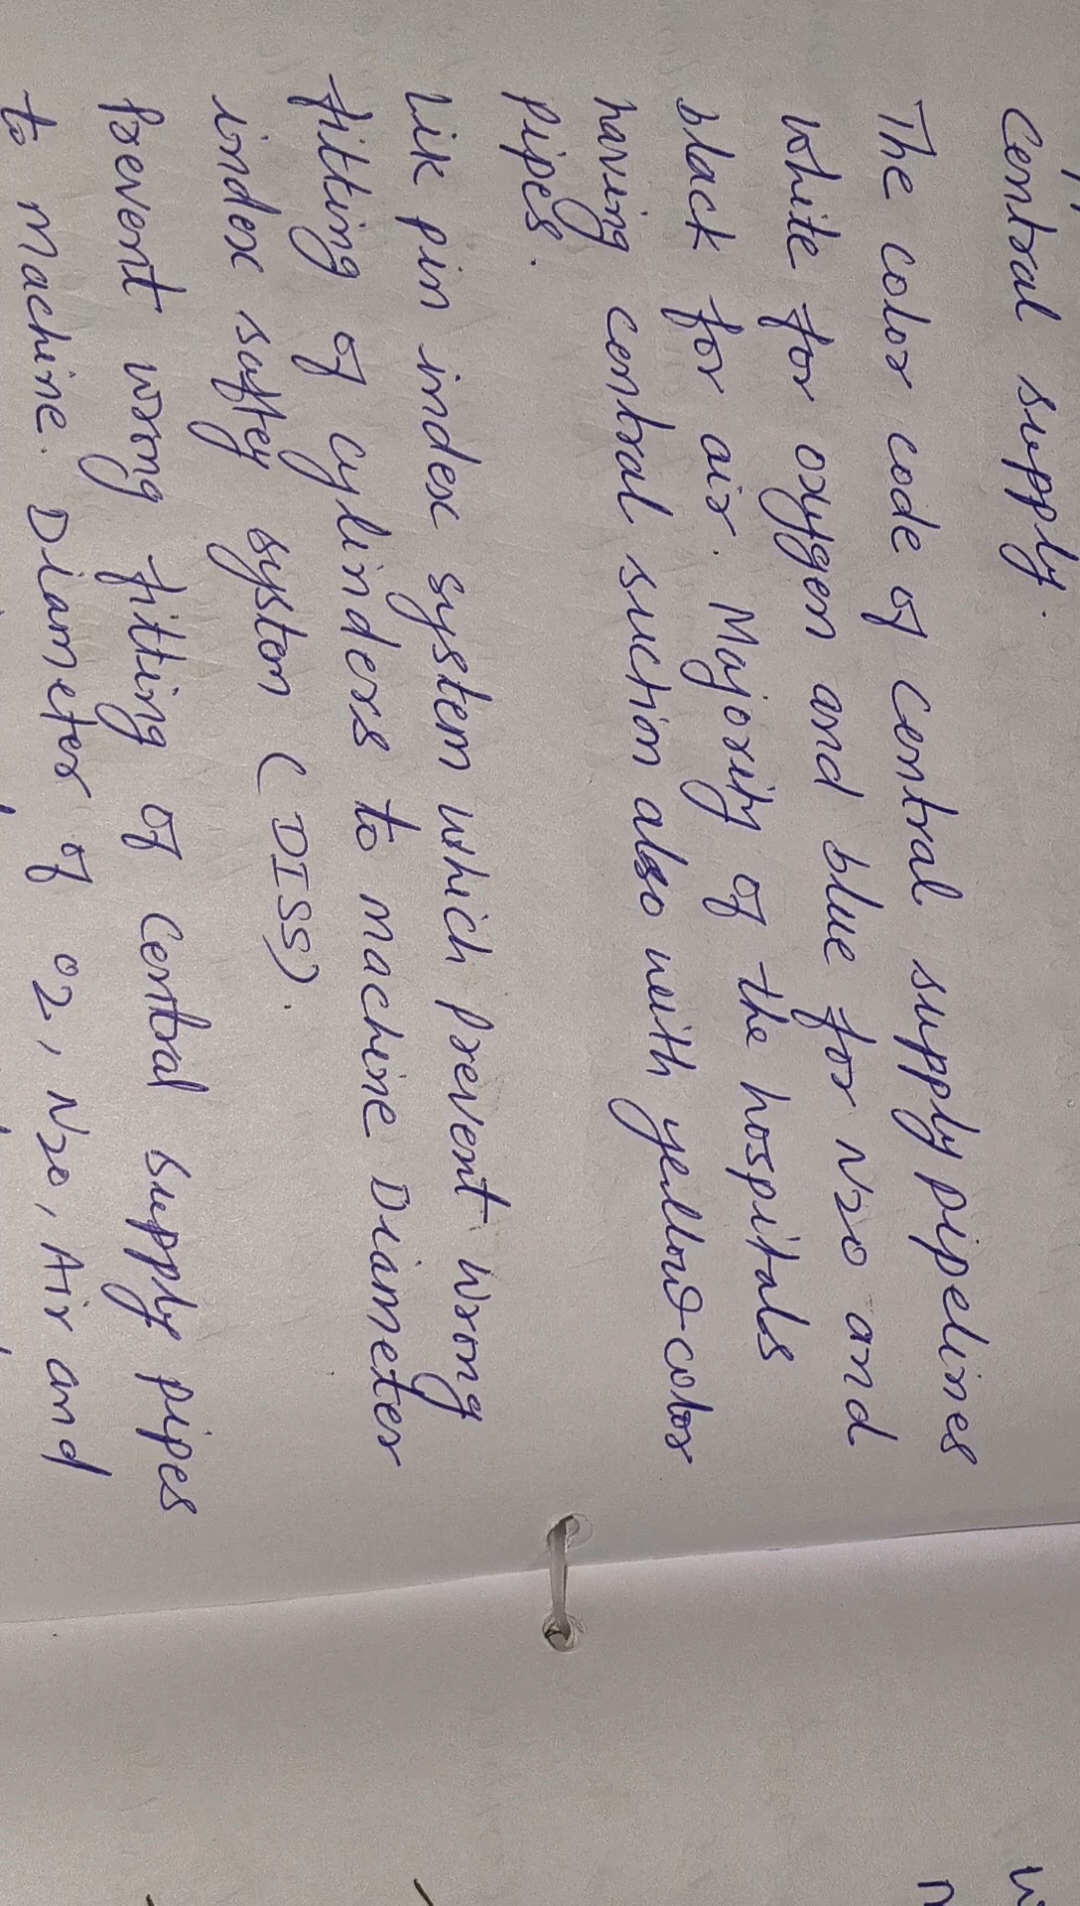 Central supply.
The color code of central supply pipelines
white for oxygen and blue for N2O and
black for air. Majority of the hospitals
having central suction also with yellow color
pipes.
Lik pin index system which prevent wrong
fitting of cylinders to machine Diameter
index saftey system (DISS).
Prevent wrong fitting of central supply pipes
to machine. Diameter of O2, N2O, Air and